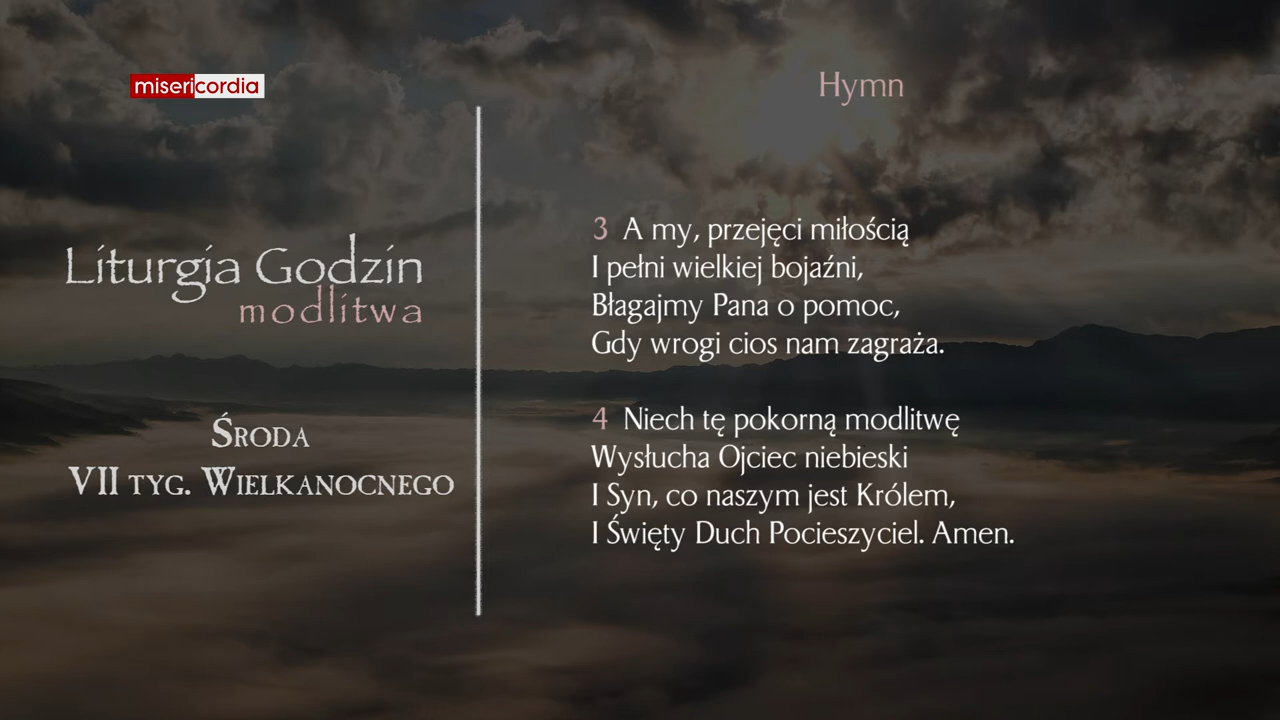 misericordia
Liturgia Godzin
modlitwa
Środa
VII tyg. Wielkanocnego
Hymn
3 A my, przejęci miłością
I pełni wielkiej bojaźni,
Błagajmy Pana o pomoc,
Gdy wrogi cios nam zagraża.
4 Niech tę pokorną modlitwę
Wysłucha Ojciec niebieski
I Syn, co naszym jest Królem,
I Święty Duch Pocieszyciel. Amen.